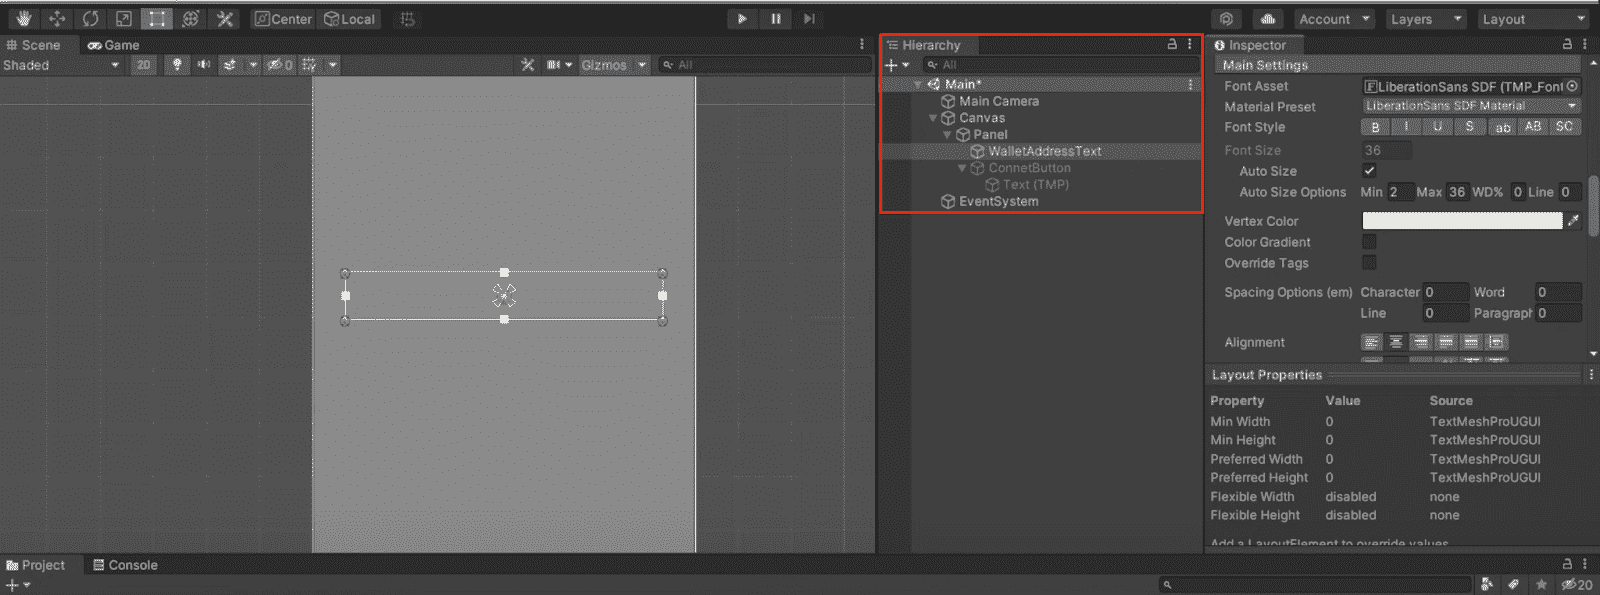 Center Local Account Layers Layout
Scene Game
Shaded 2D 0 Gizmos All
Hierarchy
All
Main*
Main Camera
Canvas
Panel
WalletAddressText
ConnetButton
Text (TMP)
EventSystem
Inspector
Main Settings
Font Asset F LiberationSans SDF (TMP_Font
Material Preset LiberationSans SDF Material
Font Style B I U S ab AB SC
Font Size 36
Auto Size
Auto Size Options Min 2 Max 36 WD% 0 Line 0
Vertex Color
Color Gradient
Override Tags
Spacing Options (em) Character 0 Word 0
Line 0 Paragraph 0
Alignment
Layout Properties
Property Value Source
Min Width 0 TextMeshProUGUI
Min Height 0 TextMeshProUGUI
Preferred Width 0 TextMeshProUGUI
Preferred Height 0 TextMeshProUGUI
Flexible Width disabled none
Flexible Height disabled none
Add a LayoutElement to override values
Project Console
20